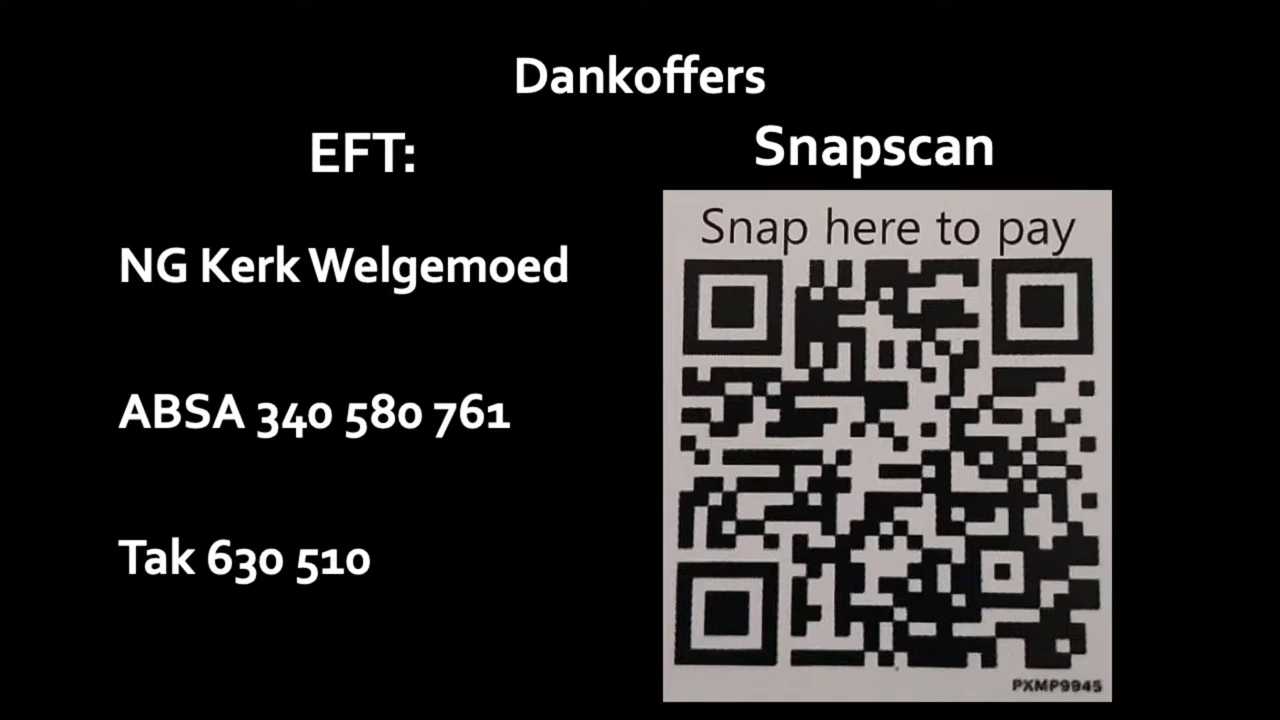 Dankoffers
EFT:
NG Kerk Welgemoed
ABSA 340 580 761
Tak 630 510
Snapscan
Snap here to pay
PXMP9945